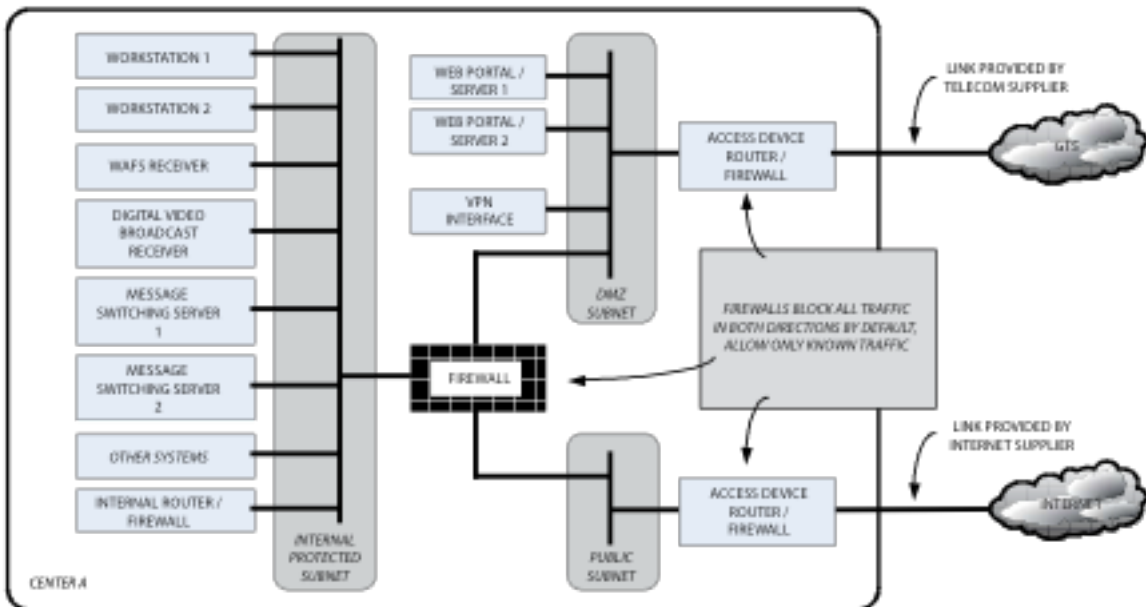 WORKSTATION 1
WORKSTATION 2
WAFS RECEIVER
DIGITAL VIDEO
BROADCAST
RECEIVER
MESSAGE
SWITCHING SERVER
1
MESSAGE
SWITCHING SERVER
2
OTHER SYSTEMS
INTERNAL ROUTER /
FIREWALL
INTERNAL
PROTECTED
SUBNET
CENTER A
WEB PORTAL /
SERVER 1
WEB PORTAL /
SERVER 2
VPN
INTERFACE
DMZ
SUBNET
FIREWALL
PUBLIC
SUBNET
ACCESS DEVICE
ROUTER /
FIREWALL
FIREWALLS BLOCK ALL TRAFFIC
IN BOTH DIRECTIONS BY DEFAULT,
ALLOW ONLY KNOWN TRAFFIC
ACCESS DEVICE
ROUTER /
FIREWALL
LINK PROVIDED BY
TELECOM SUPPLIER
GTS
LINK PROVIDED BY
INTERNET SUPPLIER
INTERNET